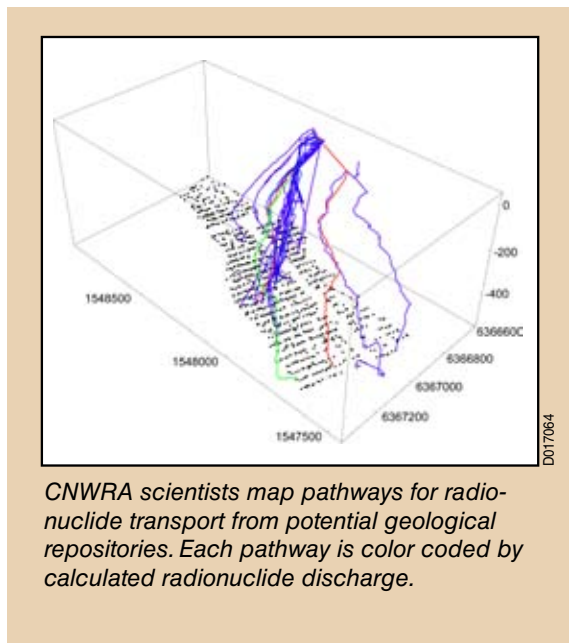 0
-200
-400
6366600
6366800
6367000
6367200
1548500
1548000
1547500
D017064
CNWRA scientists map pathways for radio-
nuclide transport from potential geological
repositories. Each pathway is color coded by
calculated radionuclide discharge.